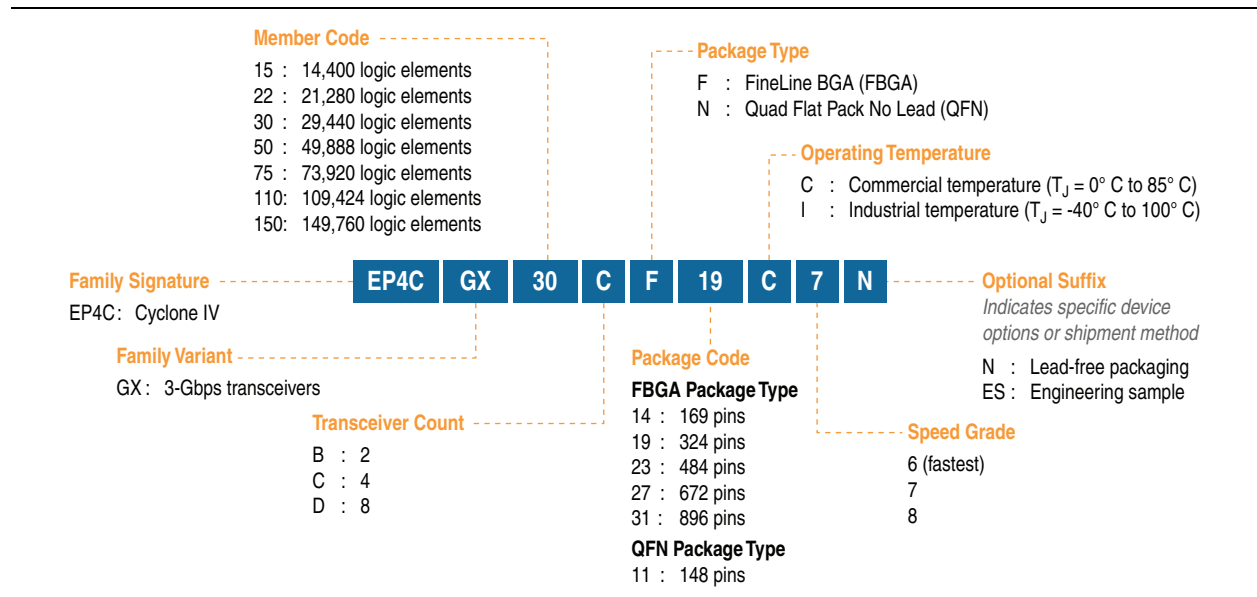 Member Code
15 : 14,400 logic elements
22 : 21,280 logic elements
30 : 29,440 logic elements
50 : 49,888 logic elements
75 : 73,920 logic elements
110: 109,424 logic elements
150: 149,760 logic elements
Package Type
F : FineLine BGA (FBGA)
N : Quad Flat Pack No Lead (QFN)
Operating Temperature
C : Commercial temperature (TJ = 0° C to 85° C)
I : Industrial temperature (TJ = -40° C to 100° C)
Family Signature
EP4C : Cyclone IV
EP4C GX 30 C F 19 C 7 N
Optional Suffix
Indicates specific device
options or shipment method
N : Lead-free packaging
ES : Engineering sample
Family Variant
GX : 3-Gbps transceivers
Transceiver Count
B : 2
C : 4
D : 8
Package Code
FBGA Package Type
14 : 169 pins
19 : 324 pins
23 : 484 pins
27 : 672 pins
31 : 896 pins
QFN Package Type
11 : 148 pins
Speed Grade
6 (fastest)
7
8